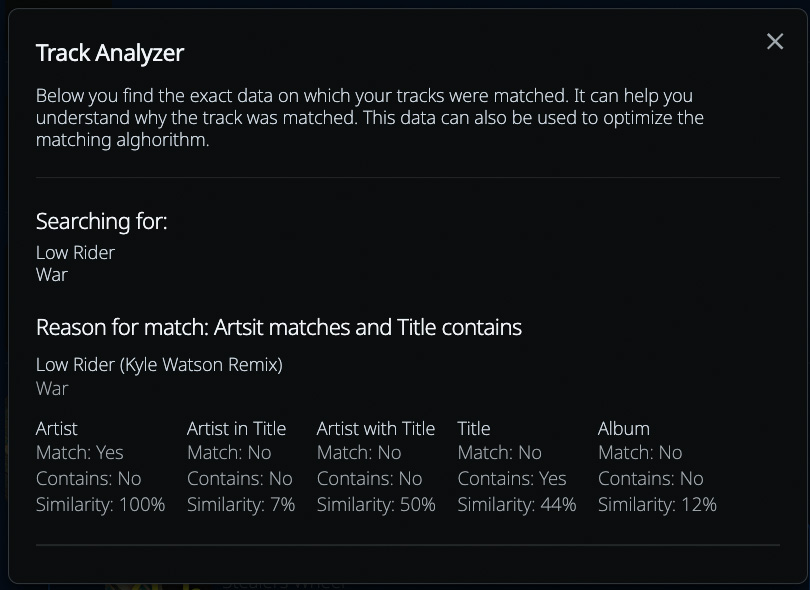 Track Analyzer
Below you find the exact data on which your tracks were matched. It can help you
understand why the track was matched. This data can also be used to optimize the
matching alghorithm.
Searching for:
Low Rider
War
Reason for match: Artsit matches and Title contains
Low Rider (Kyle Watson Remix)
War
Artist Artist in Title Artist with Title Title Album
Match: Yes Match: No Match: No Match: No Match: No
Contains: No Contains: No Contains: No Contains: Yes Contains: No
Similarity: 100% Similarity: 7% Similarity: 50% Similarity: 44% Similarity: 12%